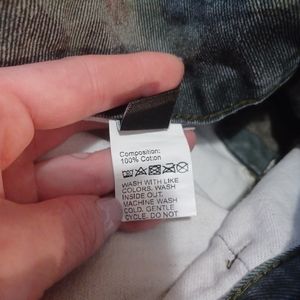 Composition:
100% Cotton
WASH WITH LIKE
COLORS. WASH
INSIDE OUT.
MACHINE WASH
COLD. GENTLE
CYCLE. DO NOT